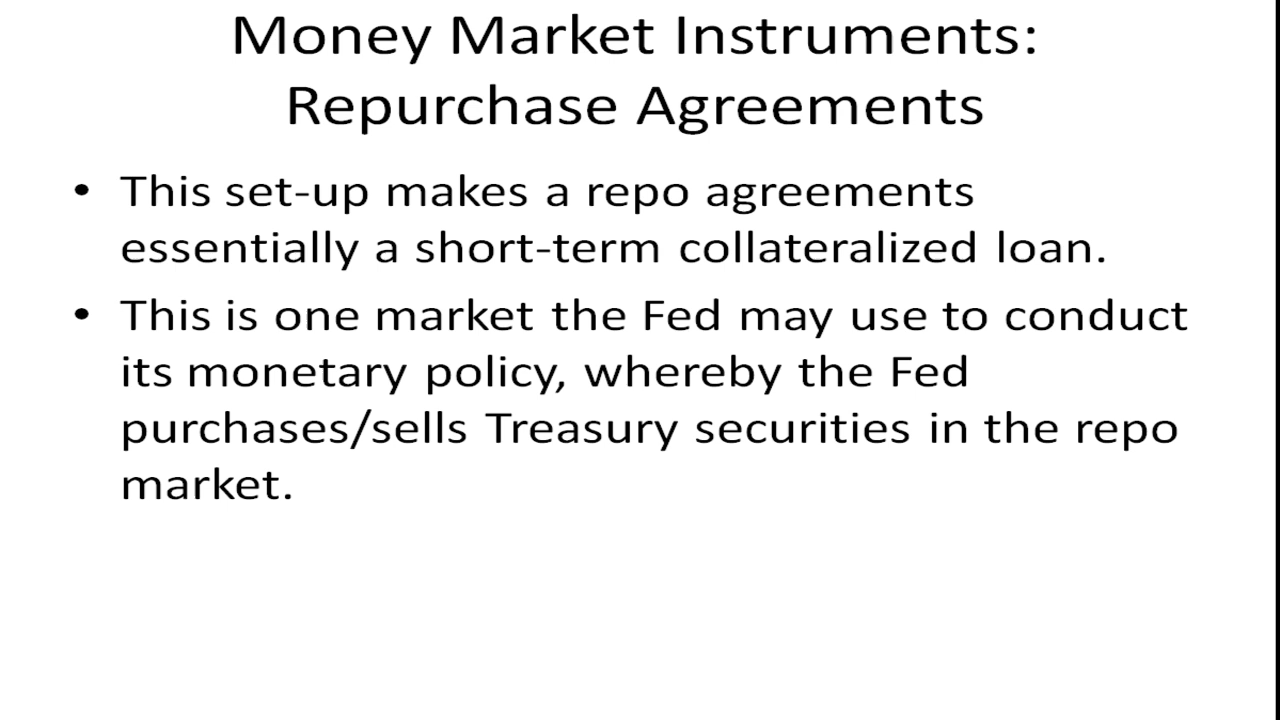 Money Market Instruments:
Repurchase Agreements
• This set-up makes a repo agreements
essentially a short-term collateralized loan.
• This is one market the Fed may use to conduct
its monetary policy, whereby the Fed
purchases/sells Treasury securities in the repo
market.